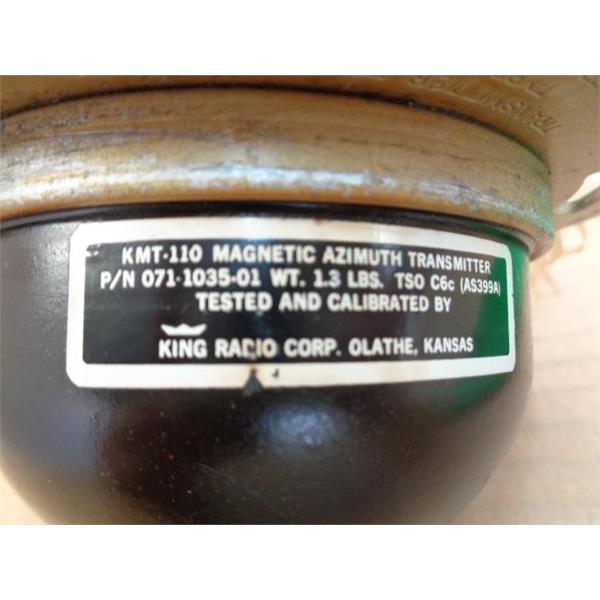 KMT-110 MAGNETIC AZIMUTH TRANSMITTER
P/N 071-1035-01 WT. 1.3 LBS. TSO C6c (AS399A)
TESTED AND CALIBRATED BY
KING RADIO CORP. OLATHE, KANSAS